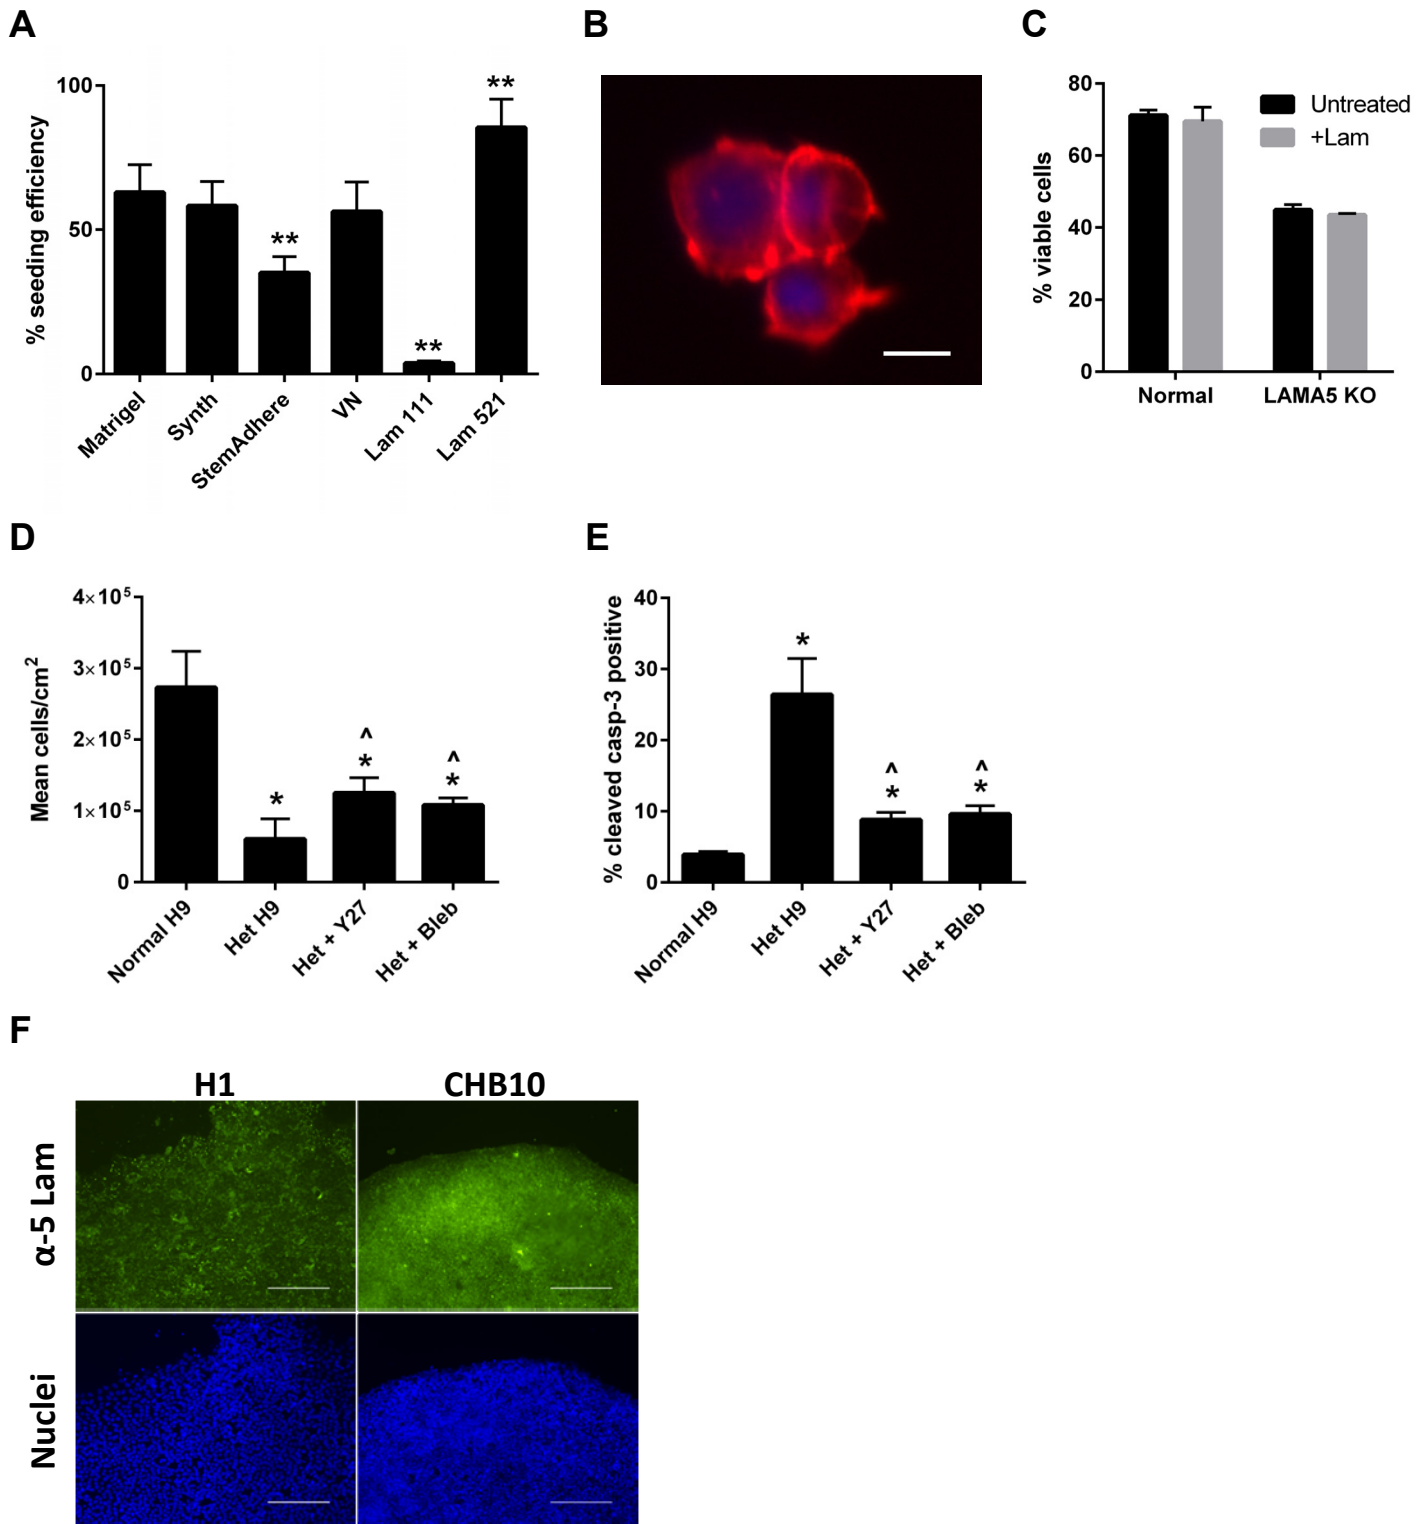 A
B
C
% seeding efficiency
100
50
0
**
**
**
**
Matrigel
Synth
StemAdhere
VN
Lam 111
Lam 521
% viable cells
80
60
40
20
0
Untreated
+Lam
Normal
LAMA5 KO
D
E
Mean cells/cm²
4×10⁵
3×10⁵
2×10⁵
1×10⁵
0
*
^
*
^
*
Normal H9
Het H9
Het + Y27
Het + Bleb
% cleaved casp-3 positive
40
30
20
10
0
*
^
*
^
*
Normal H9
Het H9
Het + Y27
Het + Bleb
F
H1
CHB10
α-5 Lam
Nuclei